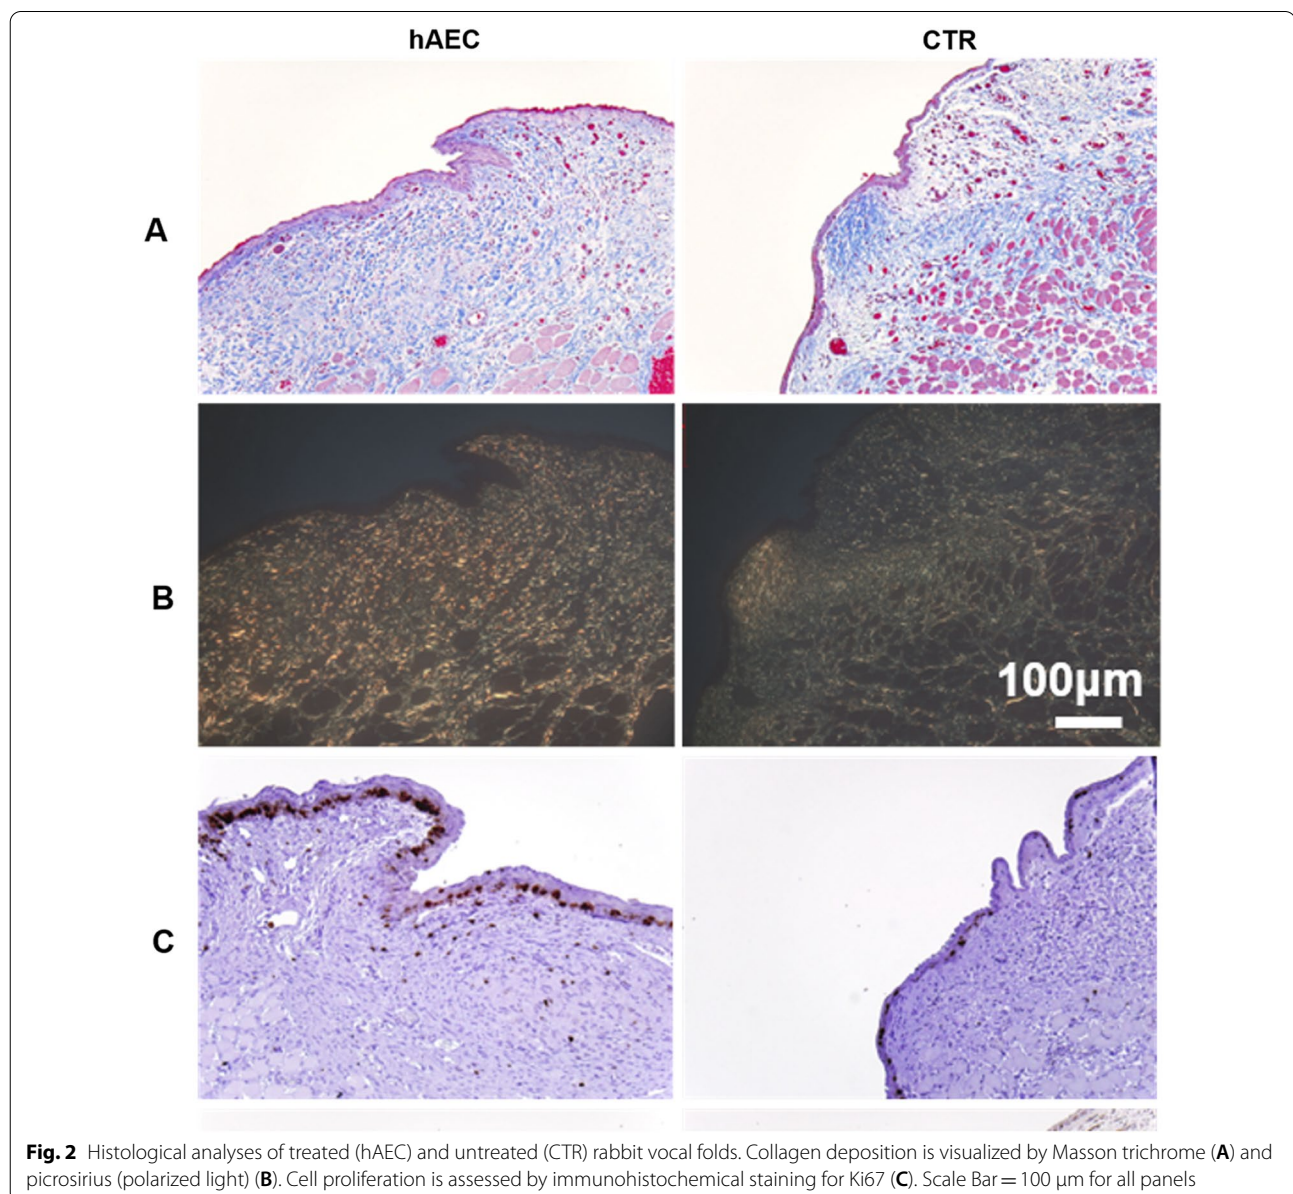 hAEC CTR
A
B
100µm
C
Fig. 2 Histological analyses of treated (hAEC) and untreated (CTR) rabbit vocal folds. Collagen deposition is visualized by Masson trichrome (A) and
picrosirius (polarized light) (B). Cell proliferation is assessed by immunohistochemical staining for Ki67 (C). Scale Bar = 100 µm for all panels